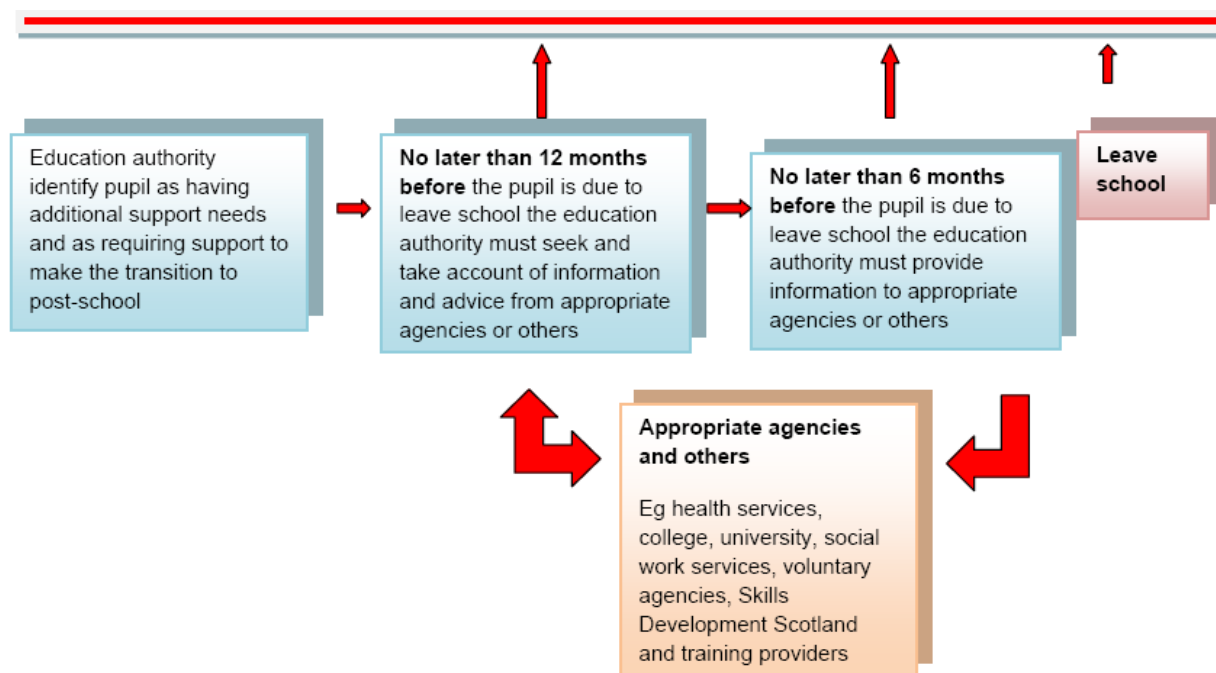 Education authority
identify pupil as having
additional support needs
and as requiring support to
make the transition to
post-school
No later than 12 months
before the pupil is due to
leave school the education
authority must seek and
take account of information
and advice from appropriate
agencies or others
No later than 6 months
before the pupil is due to
leave school the education
authority must provide
information to appropriate
agencies or others
Leave
school
Appropriate agencies
and others
Eg health services,
college, university, social
work services, voluntary
agencies, Skills
Development Scotland
and training providers